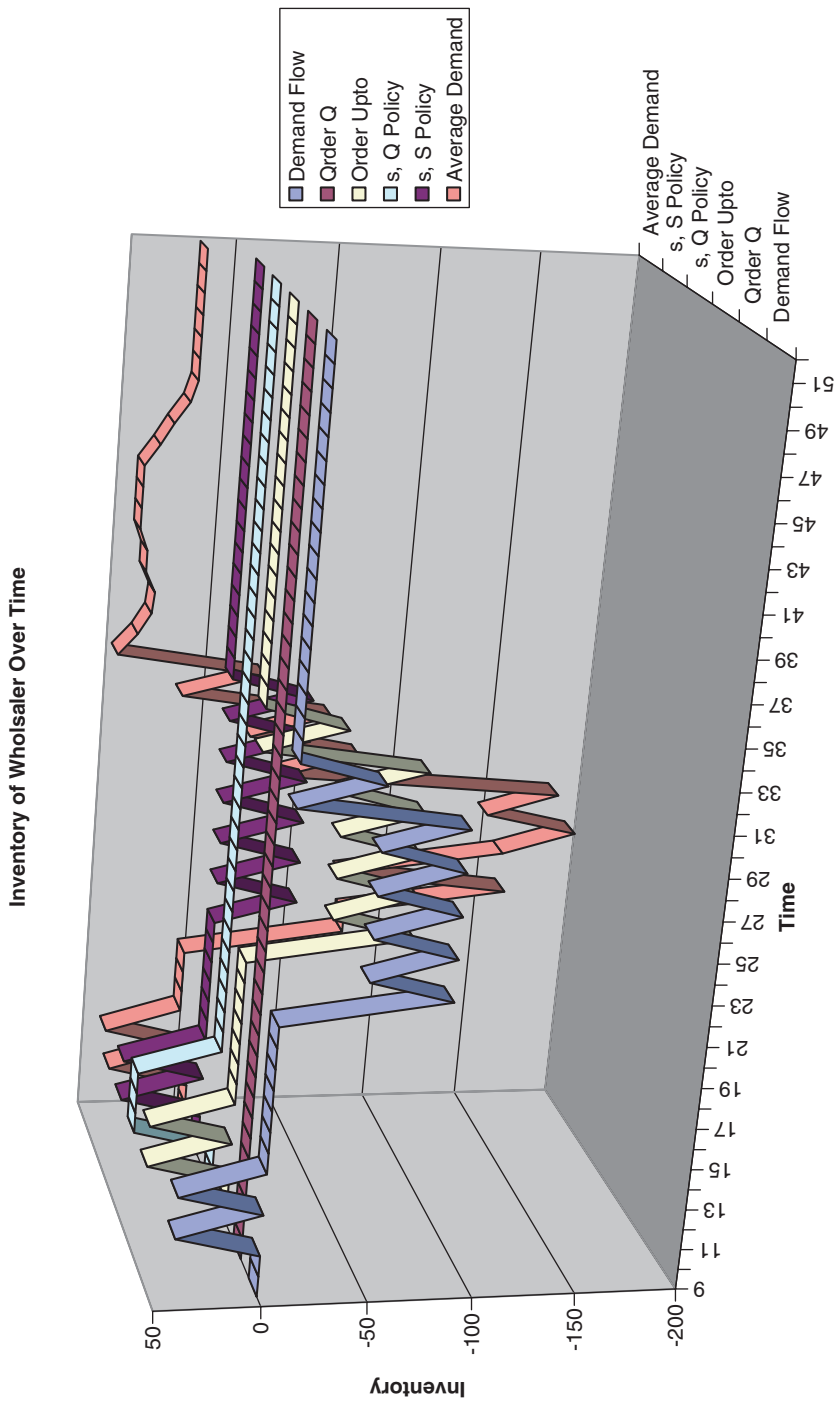 Inventory of Wholsaler Over Time
Demand Flow
Qrder Q
Order Upto
s, Q Policy
s, S Policy
Average Demand
50
0
-50
-100
-150
-200
Inventory
9
11
13
15
17
19
21
23
25
27
29
31
33
35
37
39
41
43
45
47
49
51
Time
Average Demand
s, S Policy
s, Q Policy
Order Upto
Qrder Q
Demand Flow